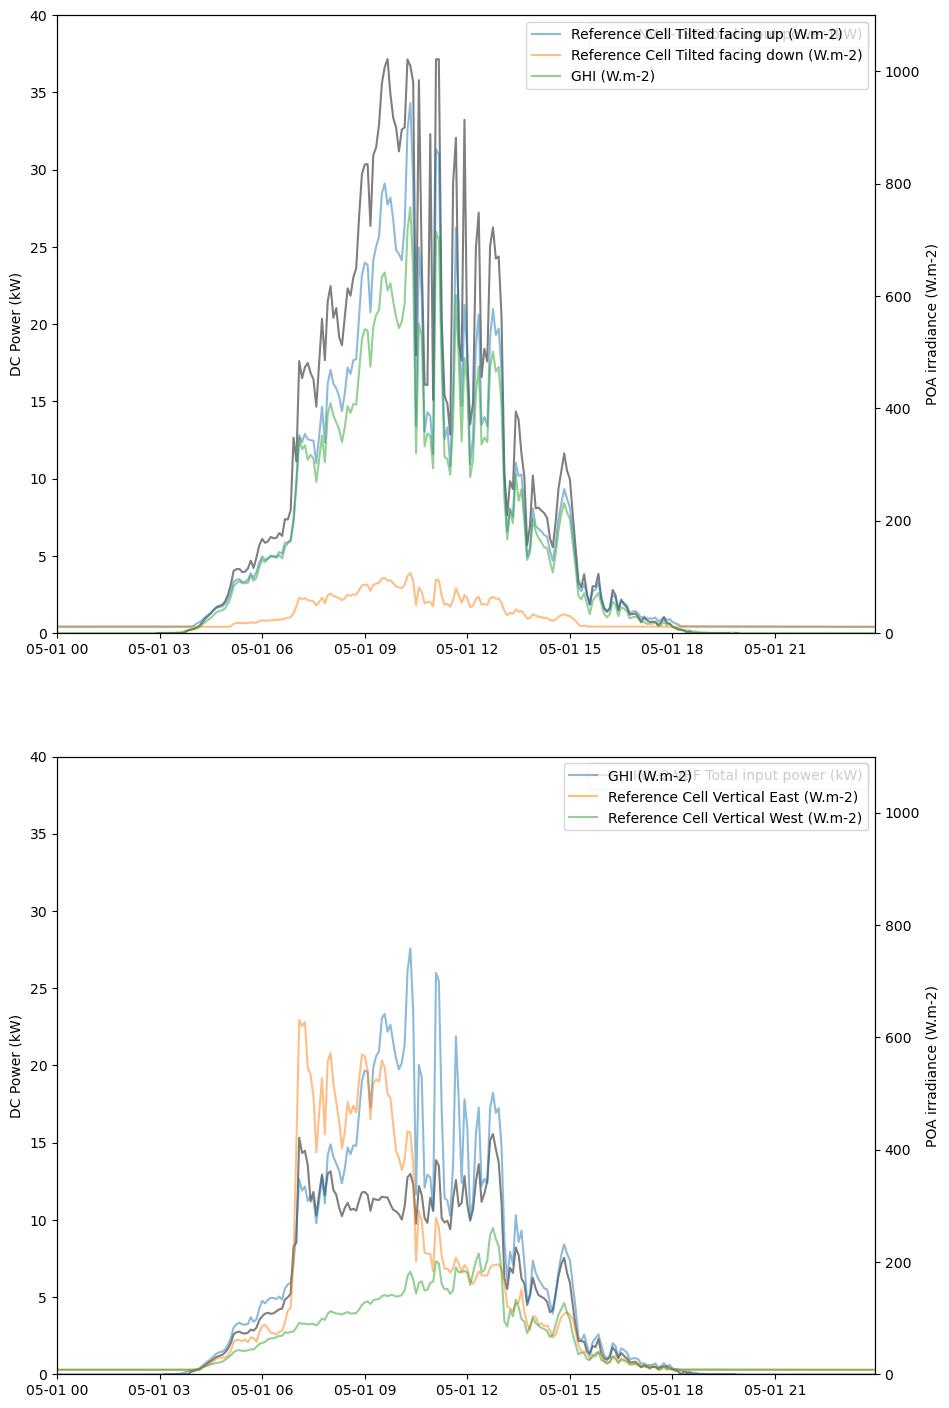 40
35
30
25
20
15
10
5
0
DC Power (kW)
Reference Cell Tilted facing up (W.m-2)
Reference Cell Tilted facing down (W.m-2)
GHI (W.m-2)
1000
800
600
400
200
0
POA irradiance (W.m-2)
05-01 00 05-01 03 05-01 06 05-01 09 05-01 12 05-01 15 05-01 18 05-01 21
40
35
30
25
20
15
10
5
0
DC Power (kW)
GHI (W.m-2)
Total input power (kW)
Reference Cell Vertical East (W.m-2)
Reference Cell Vertical West (W.m-2)
1000
800
600
400
200
0
POA irradiance (W.m-2)
05-01 00 05-01 03 05-01 06 05-01 09 05-01 12 05-01 15 05-01 18 05-01 21